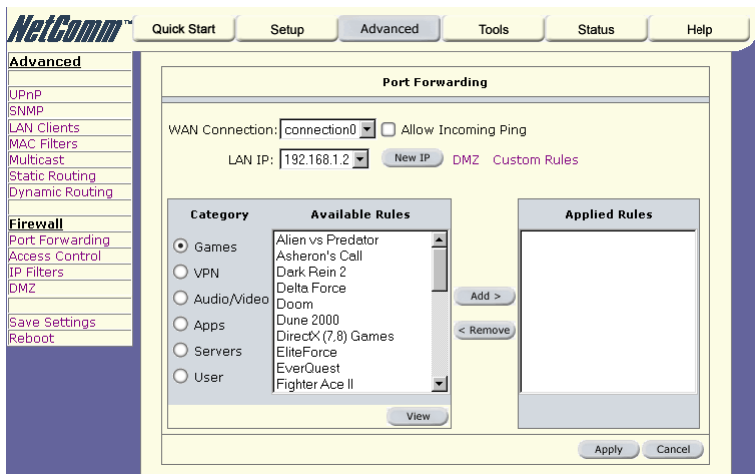 NetComm™
Quick Start
Setup
Advanced
Tools
Status
Help
Advanced
UPnP
SNMP
LAN Clients
MAC Filters
Multicast
Static Routing
Dynamic Routing
Firewall
Port Forwarding
Access Control
IP Filters
DMZ
Save Settings
Reboot
Port Forwarding
WAN Connection: connection0 Allow Incoming Ping
LAN IP: 192.168.1.2 New IP DMZ Custom Rules
Category
Games
VPN
Audio/Video
Apps
Servers
User
Available Rules
Alien vs Predator
Asheron's Call
Dark Rein 2
Delta Force
Doom
Dune 2000
DirectX (7,8) Games
EliteForce
EverQuest
Fighter Ace II
View
Add >
< Remove
Applied Rules
Apply
Cancel